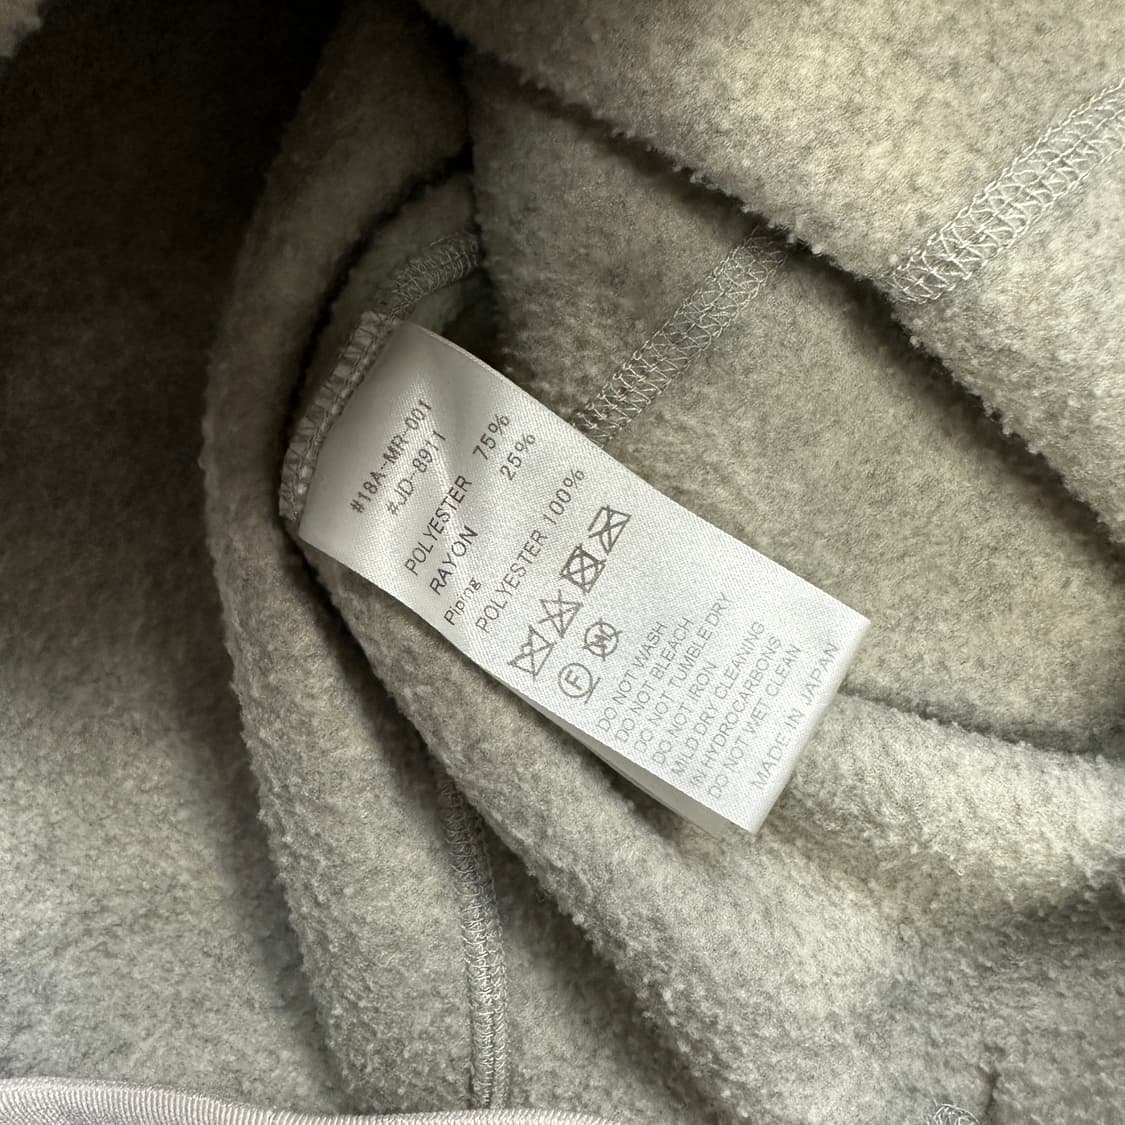 #18A-MR-001
#JD-8911
POLYESTER 75%
RAYON 25%
Piping
POLYESTER 100%
F W
DO NOT WASH
DO NOT BLEACH
DO NOT TUMBLE DRY
DO NOT IRON
MILD DRY CLEANING
IN HYDROCARBONS
DO NOT WET CLEAN
MADE IN JAPAN